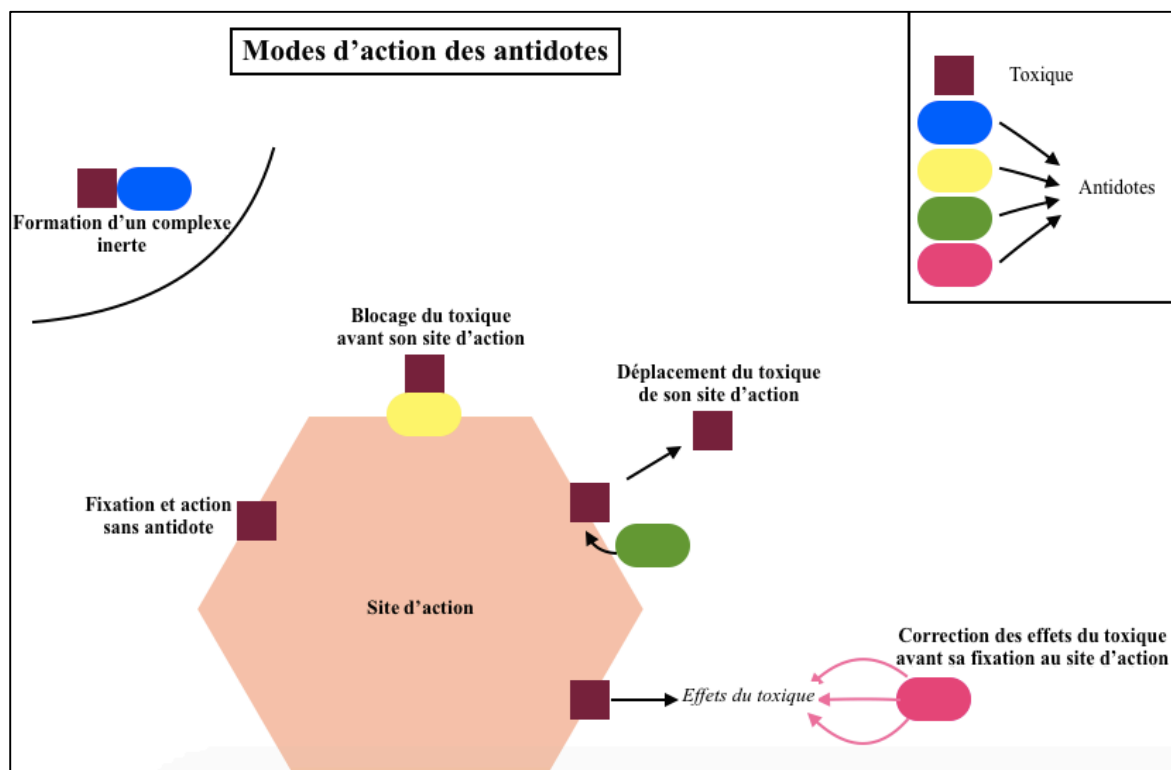 Modes d’action des antidotes
Toxique
Antidotes
Formation d’un complexe
inerte
Blocage du toxique
avant son site d’action
Déplacement du toxique
de son site d’action
Fixation et action
sans antidote
Site d’action
Correction des effets du toxique
avant sa fixation au site d’action
Effets du toxique